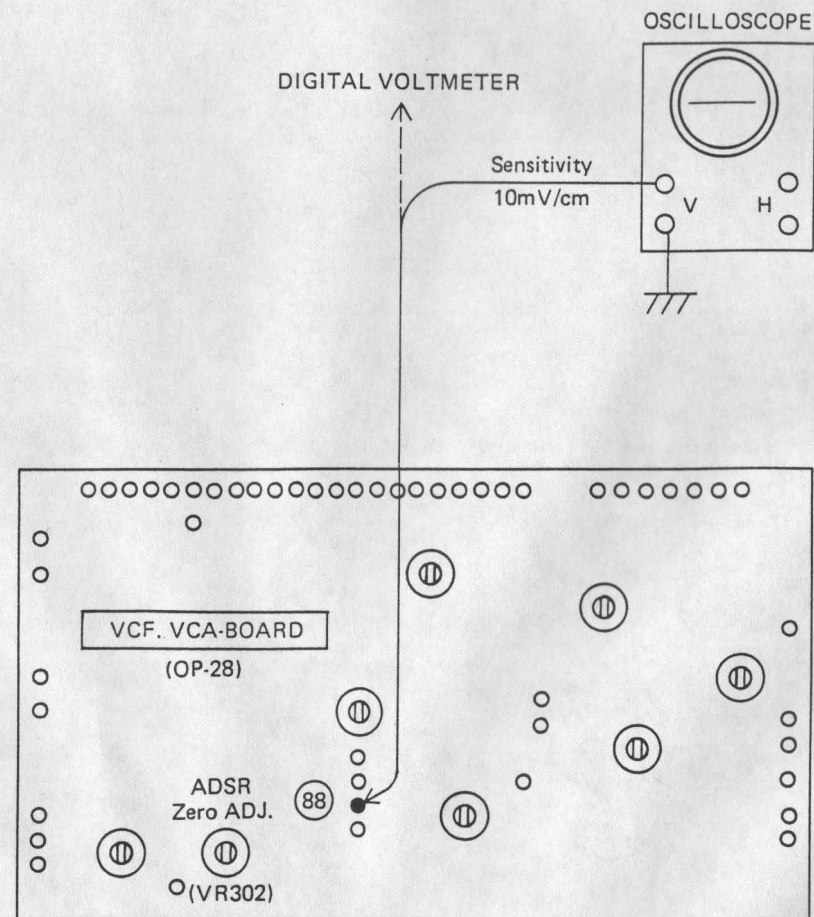 OSCILLOSCOPE
DIGITAL VOLTMETER
Sensitivity
10mV/cm
V
H
VCF. VCA-BOARD
(OP-28)
ADSR
Zero ADJ.
88
(VR302)